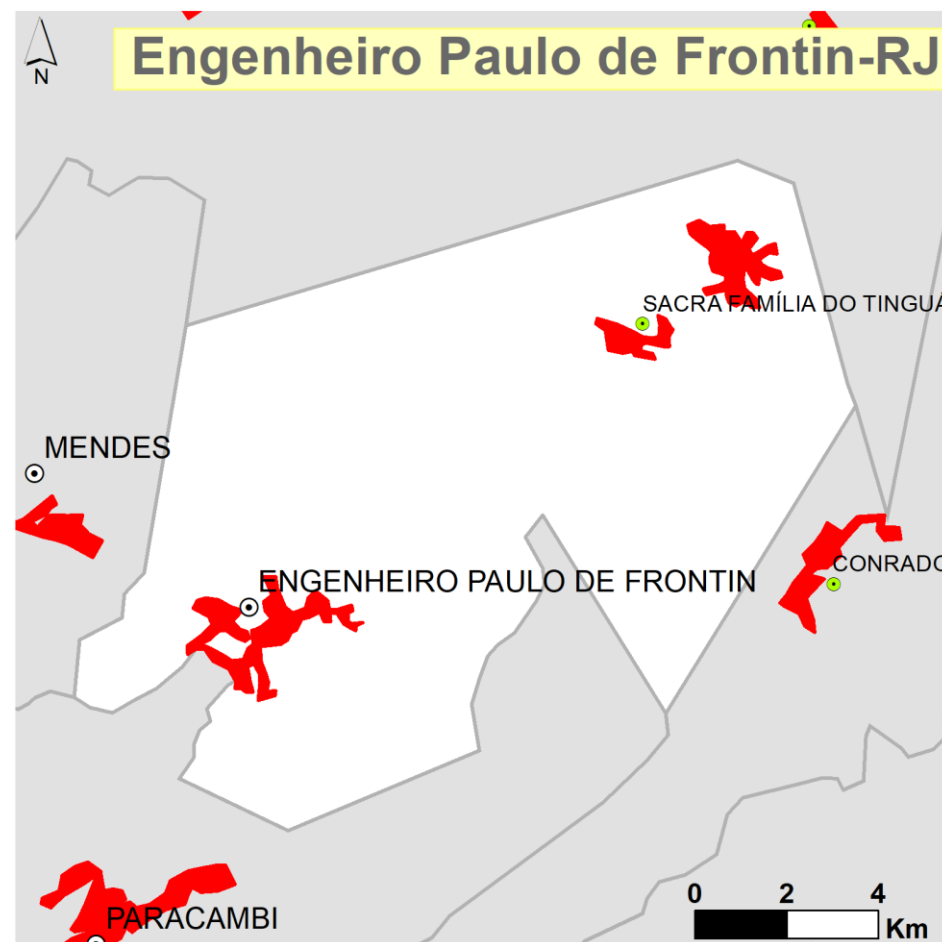 N
Engenheiro Paulo de Frontin-RJ
SACRA FAMÍLIA DO TINGUÁ
MENDES
CONRADO
ENGENHEIRO PAULO DE FRONTIN
PARACAMBI
0 2 4
Km